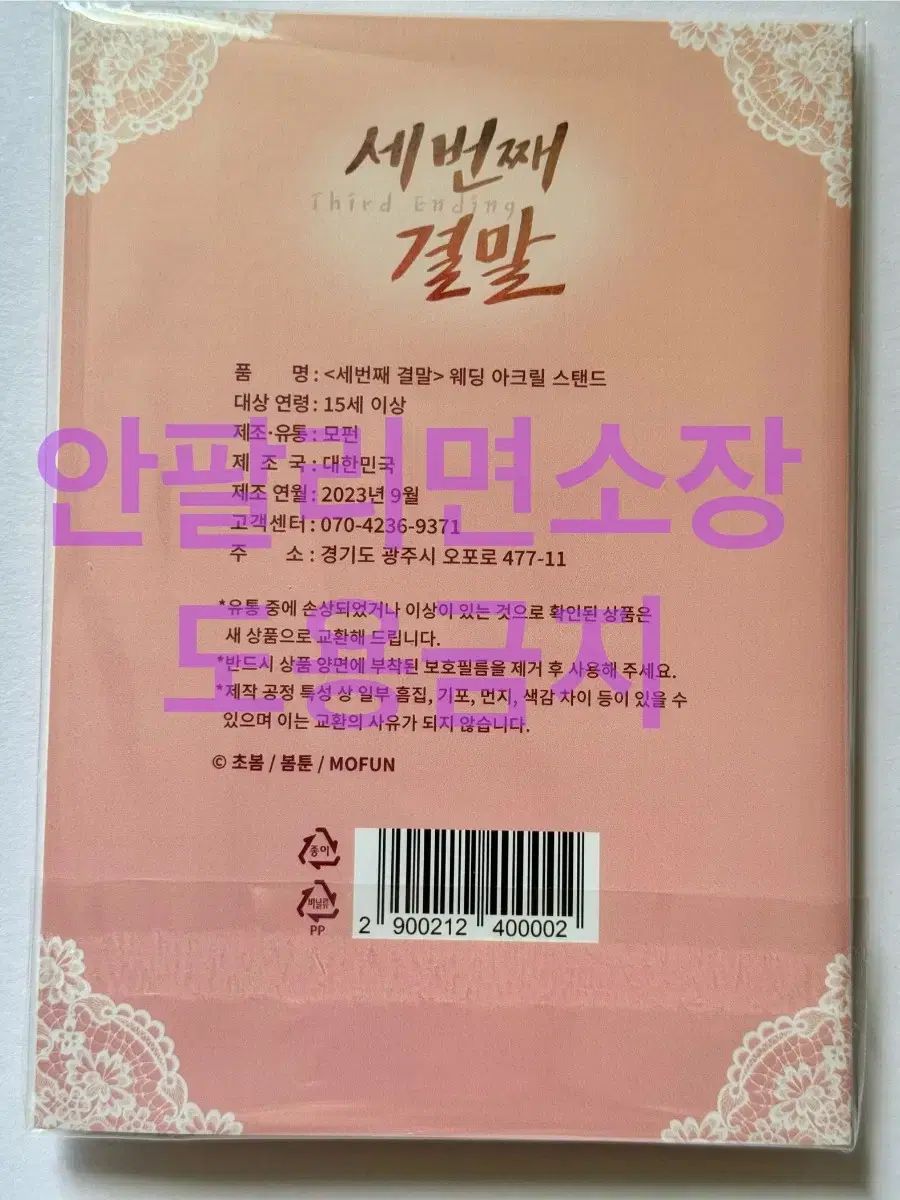 세번째
Third Ending
결말
품 명 : <세번째 결말> 웨딩 아크릴 스탠드
대상 연령 : 15세 이상
제조·유통 : 모펀
제 조 국 : 대한민국
제조 연월 : 2023년 9월
고객센터 : 070-4236-9371
주 소 : 경기도 광주시 오포로 477-11
안팔리면소장
도용금지
*유통 중에 손상되었거나 이상이 있는 것으로 확인된 상품은
새 상품으로 교환해 드립니다.
*반드시 상품 양면에 부착된 보호필름을 제거 후 사용해 주세요.
*제작 공정 특성 상 일부 흠집, 기포, 먼지, 색감 차이 등이 있을 수
있으며 이는 교환의 사유가 되지 않습니다.
© 초봄 / 봄툰 / MOFUN
종이
비닐류
PP
2 900212 400002